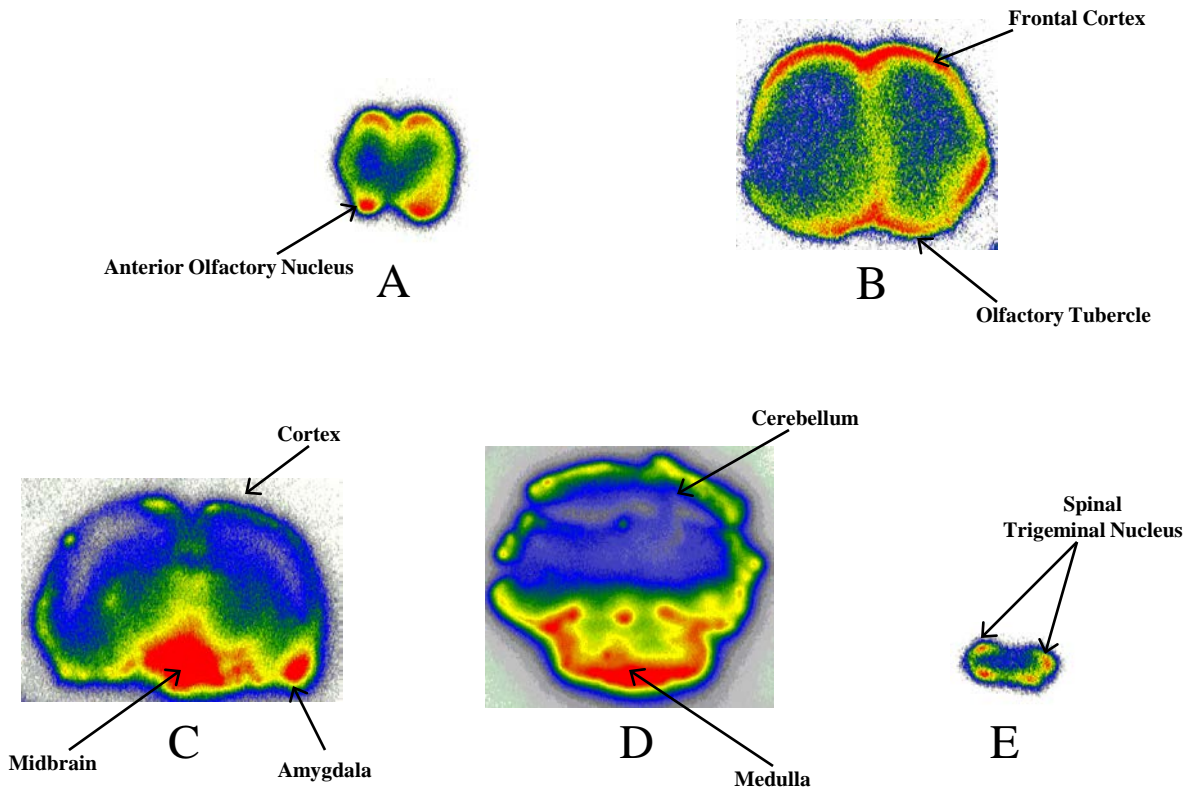 Frontal Cortex
Anterior Olfactory Nucleus
A
B
Olfactory Tubercle
Cortex
Cerebellum
Spinal
Trigeminal Nucleus
C
D
E
Midbrain
Amygdala
Medulla